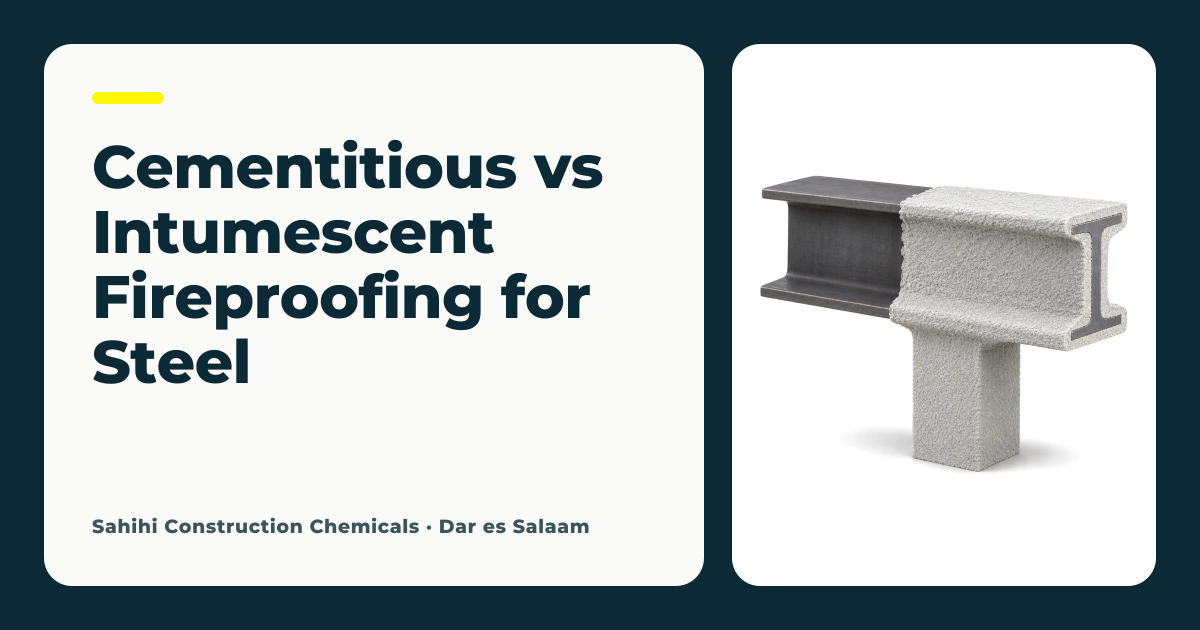 Cementitious vs
Intumescent
Fireproofing for
Steel
Sahihi Construction Chemicals · Dar es Salaam